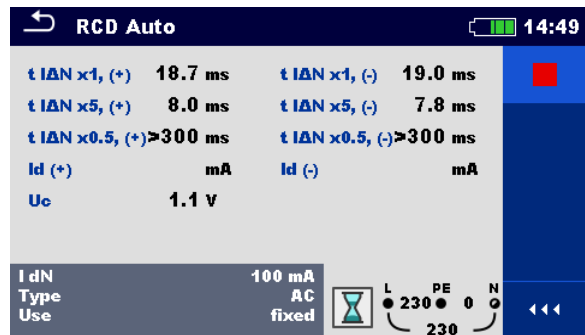 RCD Auto 14:49
t IΔN x1, (+) 18.7 ms t IΔN x1, (-) 19.0 ms
t IΔN x5, (+) 8.0 ms t IΔN x5, (-) 7.8 ms
t IΔN x0.5, (+) >300 ms t IΔN x0.5, (-) >300 ms
Id (+) mA Id (-) mA
Uc 1.1 V
I dN 100 mA
Type AC
Use fixed
L PE N
230 0
230